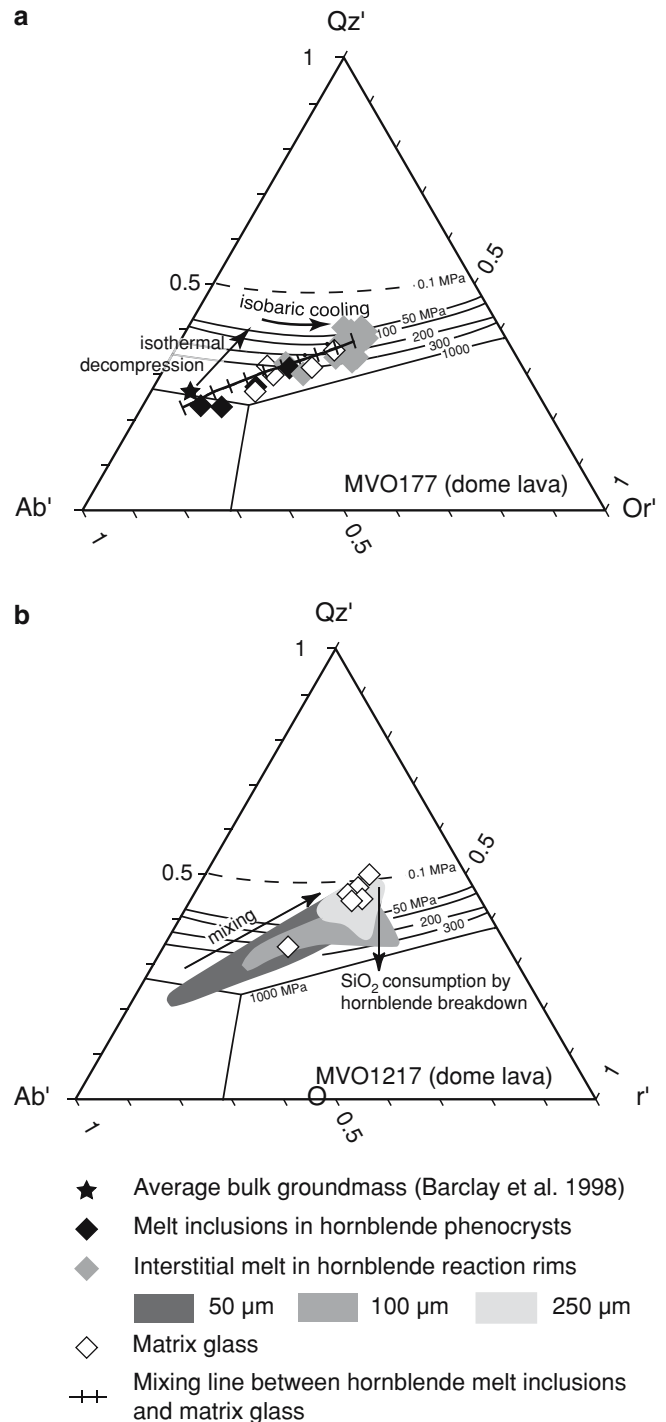 a
Qz'
1
0.5
0.5
0.1 MPa
isobaric cooling
50 MPa
100
200
300
1000
isothermal
decompression
MVO177 (dome lava)
Ab'
1
0.5
1
Or'
b
Qz'
1
0.5
0.5
0.1 MPa
mixing
50 MPa
200
300
1000 MPa
SiO₂ consumption by
hornblende breakdown
MVO1217 (dome lava)
Ab'
O
1
r'
1
0.5
Average bulk groundmass (Barclay et al. 1998)
Melt inclusions in hornblende phenocrysts
Interstitial melt in hornblende reaction rims
50 μm 100 μm 250 μm
Matrix glass
Mixing line between hornblende melt inclusions
and matrix glass